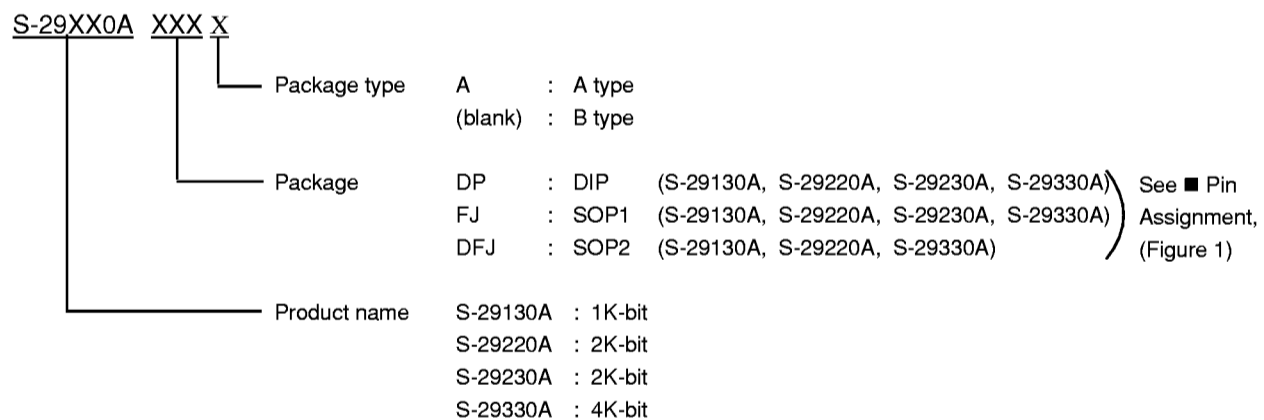 S-29XX0A XXX X
Package type A : A type
(blank) : B type
Package DP : DIP (S-29130A, S-29220A, S-29230A, S-29330A) See ■ Pin
FJ : SOP1 (S-29130A, S-29220A, S-29230A, S-29330A) Assignment,
DFJ : SOP2 (S-29130A, S-29220A, S-29330A) (Figure 1)
Product name S-29130A : 1K-bit
S-29220A : 2K-bit
S-29230A : 2K-bit
S-29330A : 4K-bit